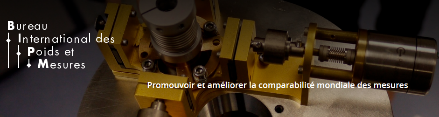 Bureau
International des
Poids et
Mesures
Promouvoir et améliorer la comparabilité mondiale des mesures